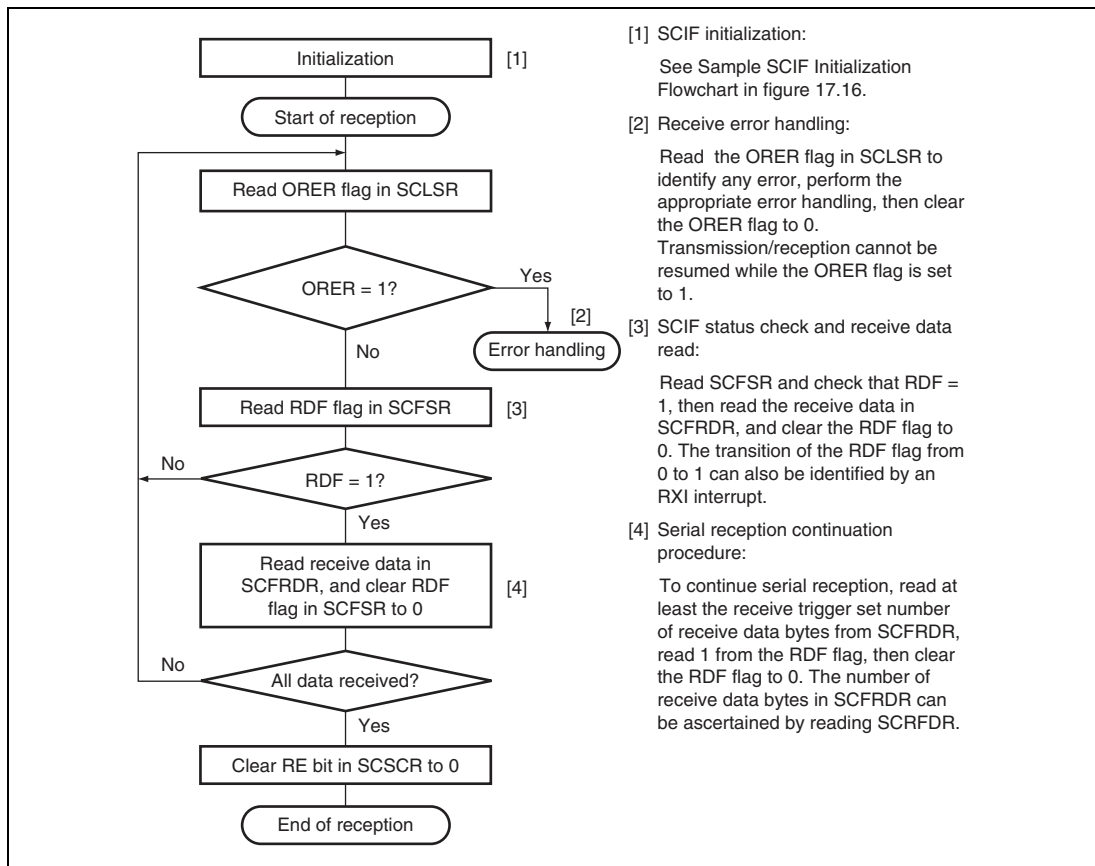 Initialization
[1]
Start of reception
Read ORER flag in SCLSR
ORER = 1?
Yes
[2]
Error handling
No
Read RDF flag in SCFSR
[3]
No
RDF = 1?
Yes
Read receive data in
SCFRDR, and clear RDF
flag in SCFSR to 0
[4]
No
All data received?
Yes
Clear RE bit in SCSCR to 0
End of reception
[1] SCIF initialization:
See Sample SCIF Initialization
Flowchart in figure 17.16.
[2] Receive error handling:
Read the ORER flag in SCLSR to
identify any error, perform the
appropriate error handling, then clear
the ORER flag to 0.
Transmission/reception cannot be
resumed while the ORER flag is set
to 1.
[3] SCIF status check and receive data
read:
Read SCFSR and check that RDF =
1, then read the receive data in
SCFRDR, and clear the RDF flag to
0. The transition of the RDF flag from
0 to 1 can also be identified by an
RXI interrupt.
[4] Serial reception continuation
procedure:
To continue serial reception, read at
least the receive trigger set number
of receive data bytes from SCFRDR,
read 1 from the RDF flag, then clear
the RDF flag to 0. The number of
receive data bytes in SCFRDR can
be ascertained by reading SCRFDR.